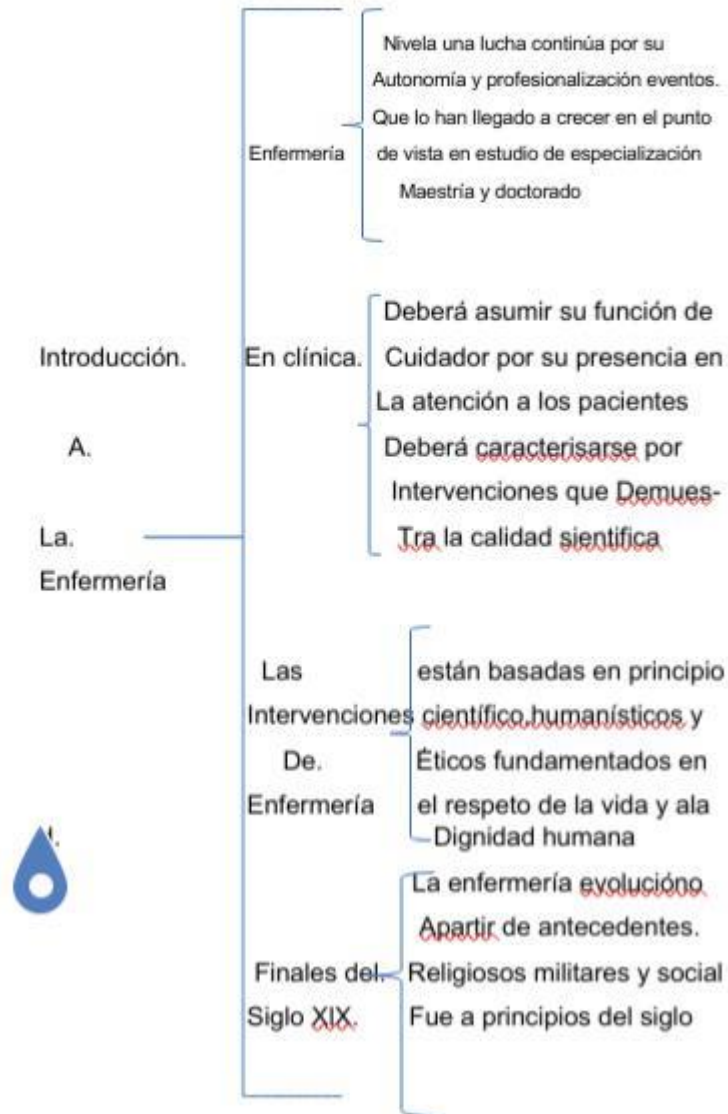 Nivela una lucha continúa por su
Autonomía y profesionalización eventos.
Que lo han llegado a crecer en el punto
Enfermería de vista en estudio de especialización
Maestría y doctorado
Deberá asumir su función de
Introducción. En clínica. Cuidador por su presencia en
La atención a los pacientes
A. Deberá caracterisarse por
Intervenciones que Demues-
La. Tra la calidad sientifica
Enfermería
Las están basadas en principio
Intervenciones científico,humanísticos y
De. Éticos fundamentados en
Enfermería el respeto de la vida y ala
Dignidad humana
La enfermería evolucióno
Apartir de antecedentes.
Finales del. Religiosos militares y social
Siglo XIX. Fue a principios del siglo